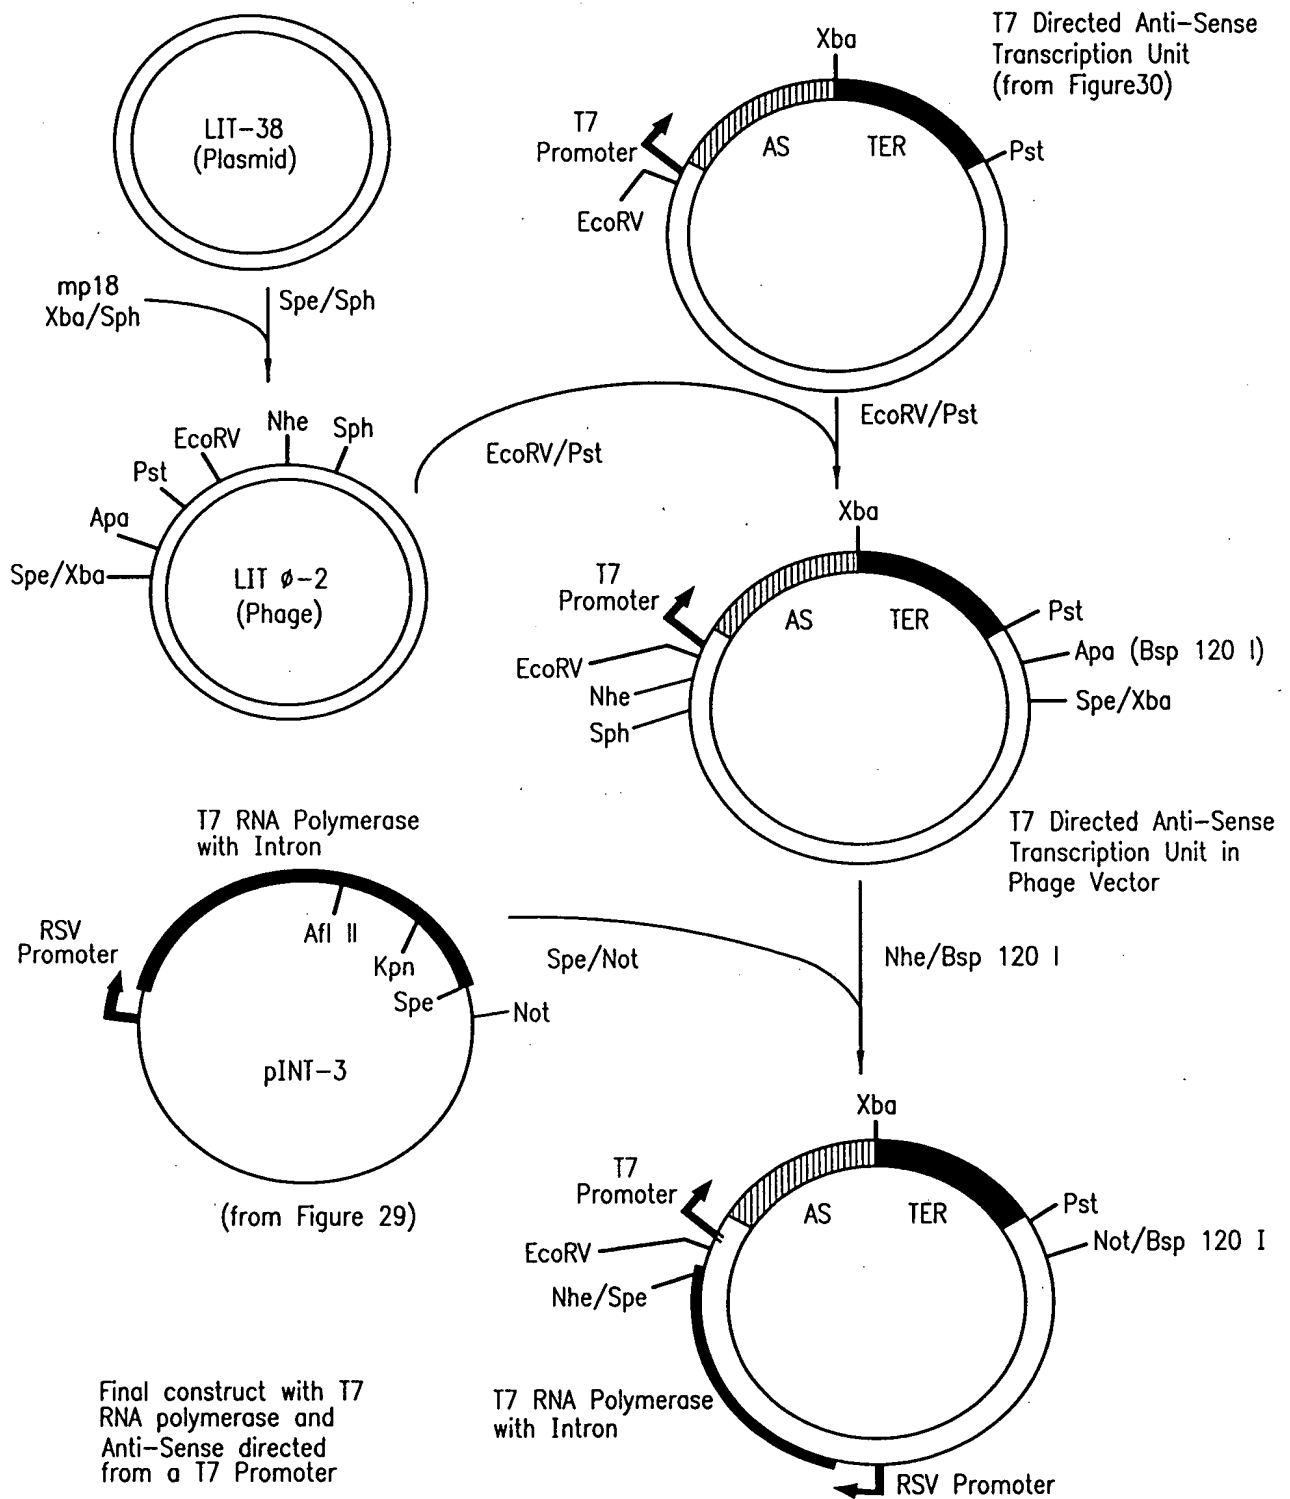 LIT-38
(Plasmid)
mp18
Xba/Sph
Spe/Sph
T7 Directed Anti-Sense
Transcription Unit
(from Figure30)
Xba
T7
Promoter
AS
TER
Pst
EcoRV
EcoRV/Pst
EcoRV/Pst
Nhe
Sph
EcoRV
Pst
Apa
Spe/Xba
LIT ø-2
(Phage)
Xba
T7
Promoter
AS
TER
Pst
Apa (Bsp 120 I)
Spe/Xba
EcoRV
Nhe
Sph
T7 Directed Anti-Sense
Transcription Unit in
Phage Vector
T7 RNA Polymerase
with Intron
RSV
Promoter
Afl II
Kpn
Spe
Not
pINT-3
(from Figure 29)
Spe/Not
Nhe/Bsp 120 I
Xba
T7
Promoter
AS
TER
Pst
Not/Bsp 120 I
EcoRV
Nhe/Spe
T7 RNA Polymerase
with Intron
RSV Promoter
Final construct with T7
RNA polymerase and
Anti-Sense directed
from a T7 Promoter